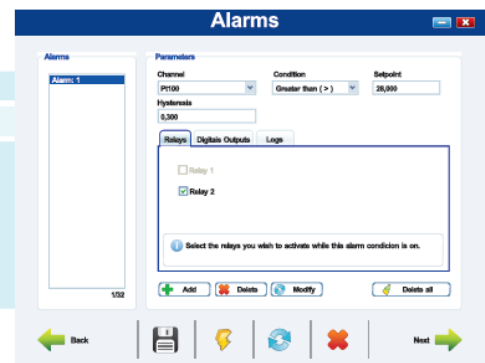 Alarms
Alarms
Alarm: 1
1/32
Parameters
Channel Condition Setpoint
Pt100 Greater than ( > ) 28,000
Hysteresis
0,300
Relays Digitals Outputs Logs
Relay 1
Relay 2
Select the relays you wish to activate while this alarm condicion is on.
Add Delete Modify Delete all
Back Next